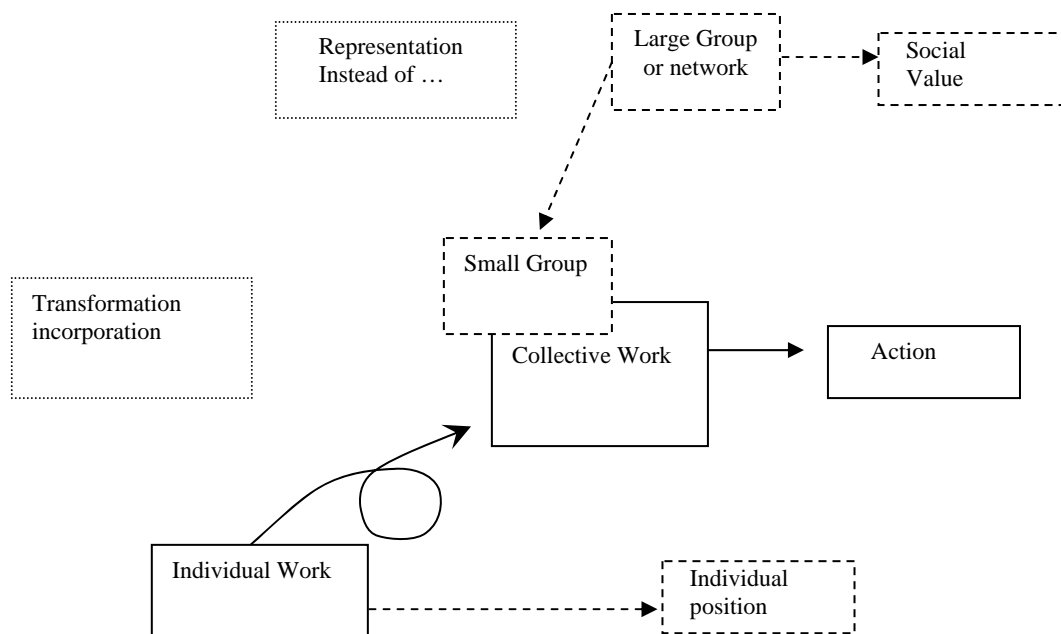 Representation
Instead of …
Large Group
or network
Social
Value
Small Group
Transformation
incorporation
Collective Work
Action
Individual Work
Individual
position